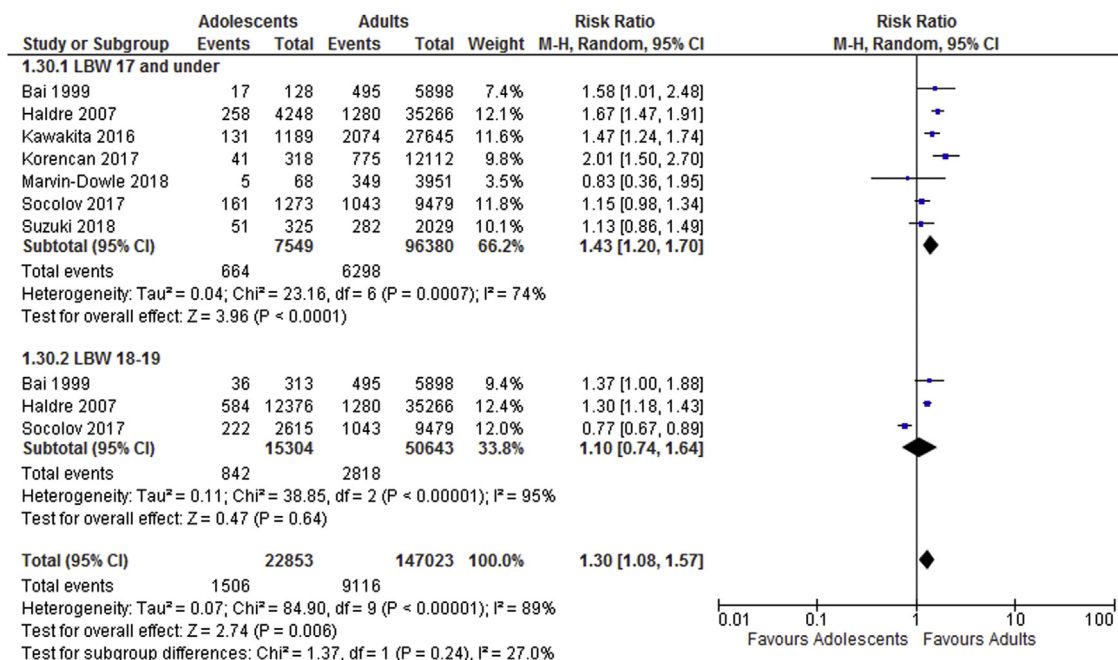 Adolescents Adults Risk Ratio Risk Ratio
Study or Subgroup Events Total Events Total Weight M-H, Random, 95% CI M-H, Random, 95% CI
1.30.1 LBW 17 and under
Bai 1999 17 128 495 5898 7.4% 1.58 [1.01, 2.48]
Haldre 2007 258 4248 1280 35266 12.1% 1.67 [1.47, 1.91]
Kawakita 2016 131 1189 2074 27645 11.6% 1.47 [1.24, 1.74]
Korencan 2017 41 318 775 12112 9.8% 2.01 [1.50, 2.70]
Marvin-Dowle 2018 5 68 349 3951 3.5% 0.83 [0.36, 1.95]
Socolov 2017 161 1273 1043 9479 11.8% 1.15 [0.98, 1.34]
Suzuki 2018 51 325 282 2029 10.1% 1.13 [0.86, 1.49]
Subtotal (95% CI) 7549 96380 66.2% 1.43 [1.20, 1.70]
Total events 664 6298
Heterogeneity: Tau² = 0.04; Chi² = 23.16, df = 6 (P = 0.0007); I² = 74%
Test for overall effect: Z = 3.96 (P < 0.0001)
1.30.2 LBW 18-19
Bai 1999 36 313 495 5898 9.4% 1.37 [1.00, 1.88]
Haldre 2007 584 12376 1280 35266 12.4% 1.30 [1.18, 1.43]
Socolov 2017 222 2615 1043 9479 12.0% 0.77 [0.67, 0.89]
Subtotal (95% CI) 15304 50643 33.8% 1.10 [0.74, 1.64]
Total events 842 2818
Heterogeneity: Tau² = 0.11; Chi² = 38.85, df = 2 (P < 0.00001); I² = 95%
Test for overall effect: Z = 0.47 (P = 0.64)
Total (95% CI) 22853 147023 100.0% 1.30 [1.08, 1.57]
Total events 1506 9116
Heterogeneity: Tau² = 0.07; Chi² = 84.90, df = 9 (P < 0.00001); I² = 89%
Test for overall effect: Z = 2.74 (P = 0.006)
Test for subgroup differences: Chi² = 1.37, df = 1 (P = 0.24), I² = 27.0%
0.01 0.1 1 10 100
Favours Adolescents Favours Adults